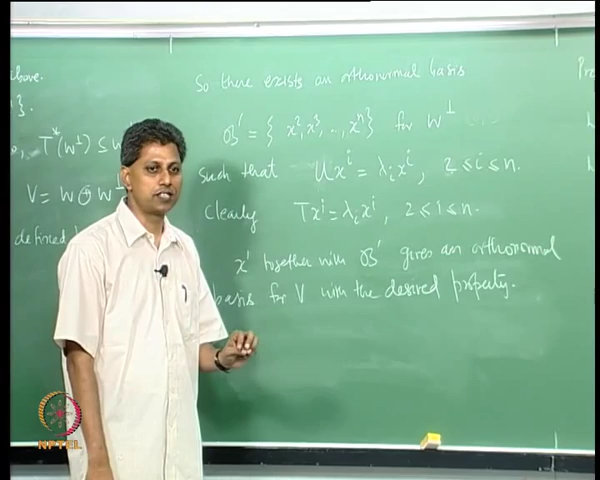 above.
}.
T*(W⊥) ⊆ W
V = W ⊕ W⊥
defined
So there exists an orthonormal basis
𝓑' = { x², x³, ..., xⁿ } for W⊥
such that Uxⁱ = λᵢxⁱ, 2 ≤ i ≤ n.
Clearly Txⁱ = λᵢxⁱ, 2 ≤ i ≤ n.
x¹ together with 𝓑' gives an orthonormal
basis for V with the desired property.
NPTEL